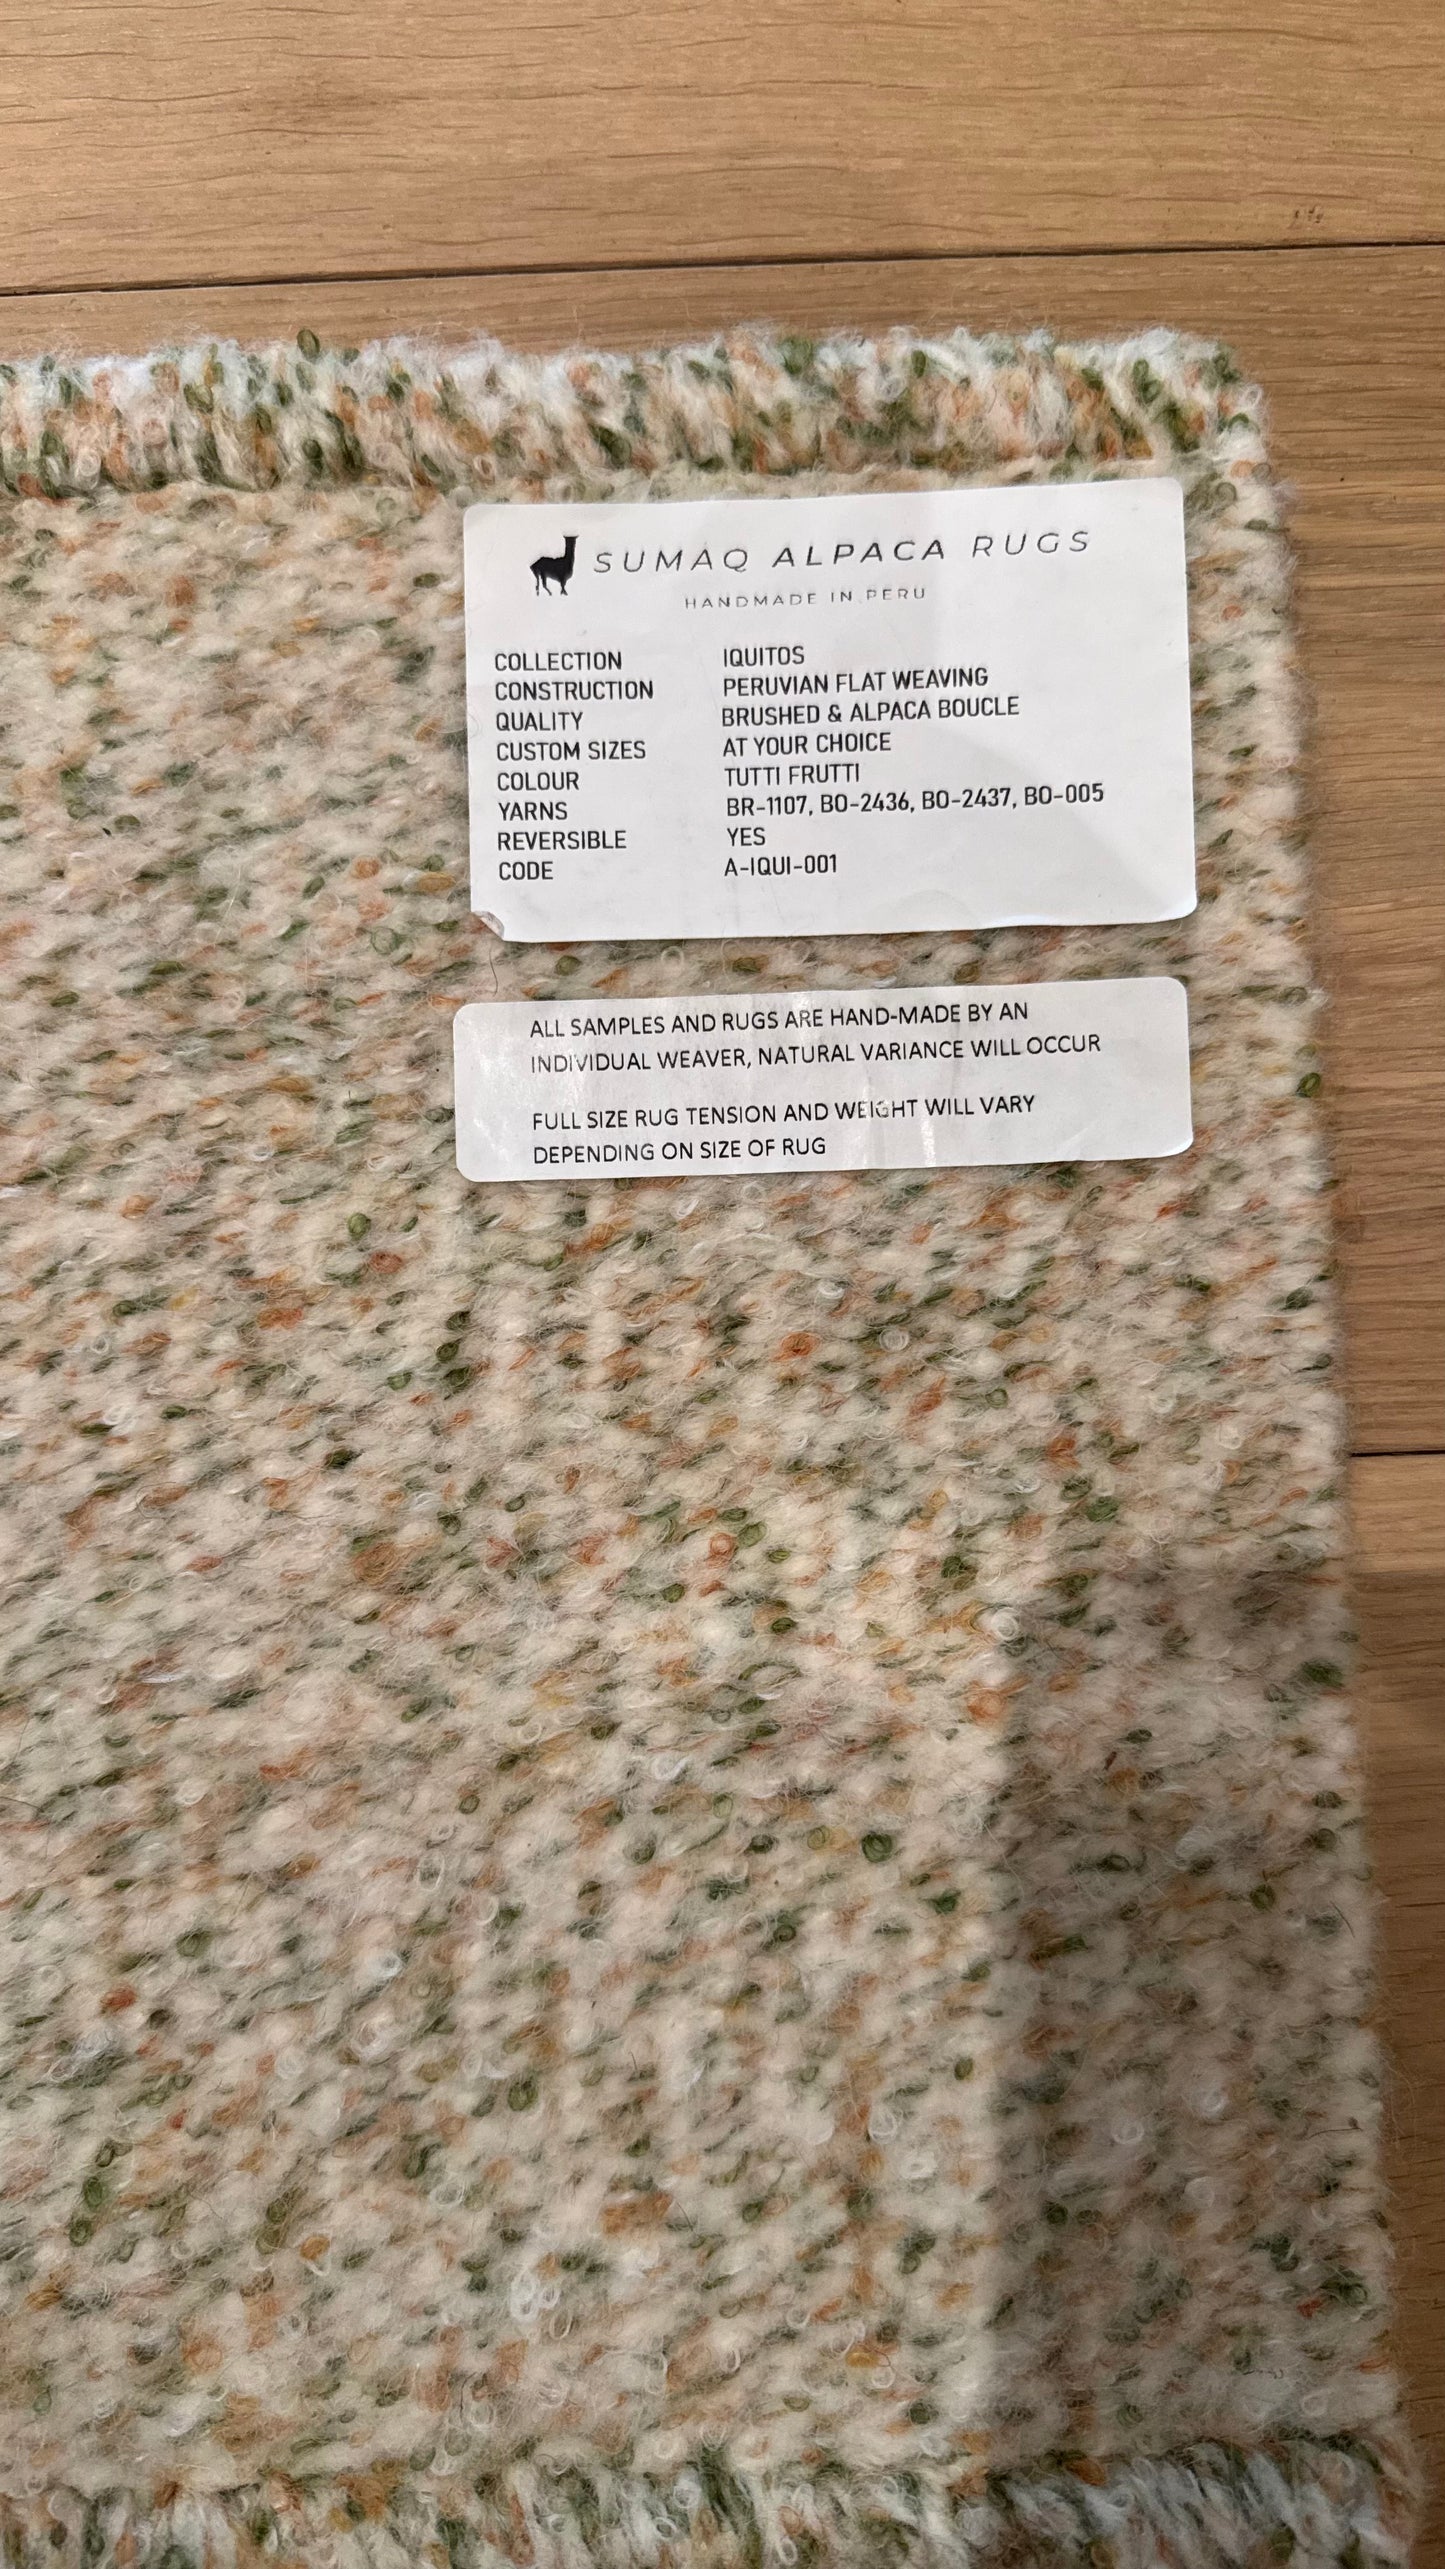 SUMAQ ALPACA RUGS
HANDMADE IN PERU
COLLECTION IQUITOS
CONSTRUCTION PERUVIAN FLAT WEAVING
QUALITY BRUSHED & ALPACA BOUCLE
CUSTOM SIZES AT YOUR CHOICE
COLOUR TUTTI FRUTTI
YARNS BR-1107, BO-2436, BO-2437, BO-005
REVERSIBLE YES
CODE A-IQUI-001
ALL SAMPLES AND RUGS ARE HAND-MADE BY AN
INDIVIDUAL WEAVER, NATURAL VARIANCE WILL OCCUR
FULL SIZE RUG TENSION AND WEIGHT WILL VARY
DEPENDING ON SIZE OF RUG